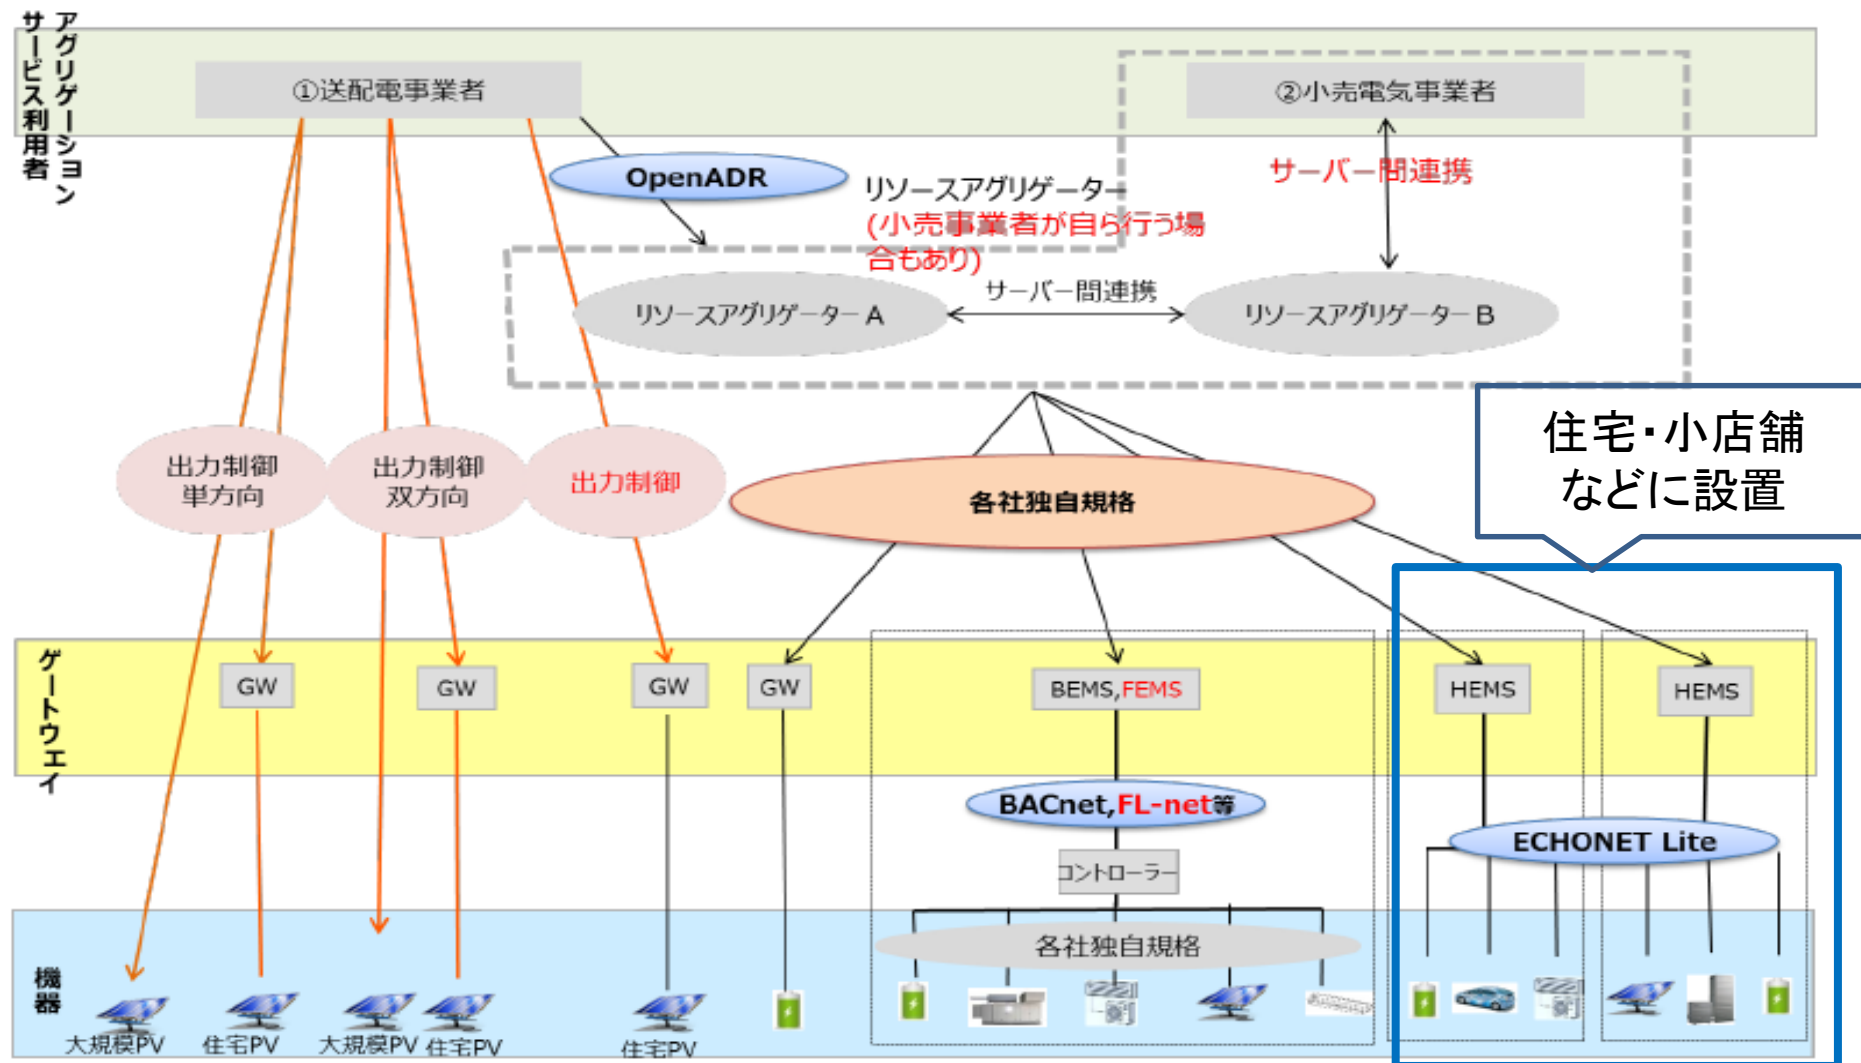 アグリゲーション
サービス利用者
①送配電事業者
②小売電気事業者
OpenADR
サーバー間連携
リソースアグリゲーター
(小売事業者が自ら行う場
合もあり)
サーバー間連携
リソースアグリゲーターA
リソースアグリゲーターB
住宅・小店舗
などに設置
出力制御
単方向
出力制御
双方向
出力制御
各社独自規格
ゲートウエイ
GW
GW
GW
GW
BEMS,FEMS
HEMS
HEMS
BACnet,FL-net等
ECHONET Lite
コントローラー
各社独自規格
機器
大規模PV
住宅PV
大規模PV
住宅PV
住宅PV